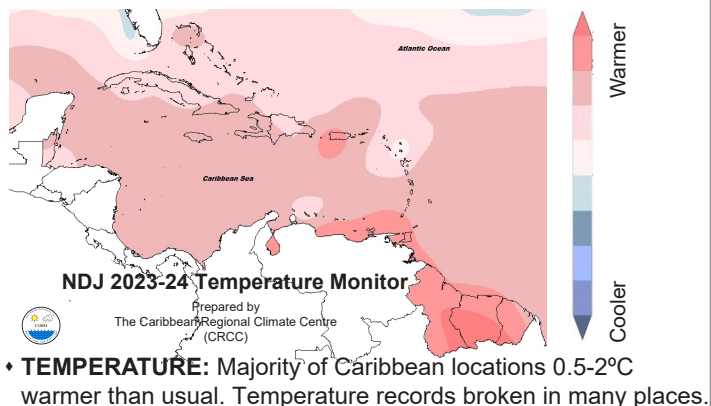 Atlantic Ocean
Warmer
Caribbean Sea
NDJ 2023-24 Temperature Monitor
Prepared by
The Caribbean Regional Climate Centre
(CRCC)
CIMH
Cooler
♦ TEMPERATURE: Majority of Caribbean locations 0.5-2ºC
warmer than usual. Temperature records broken in many places.